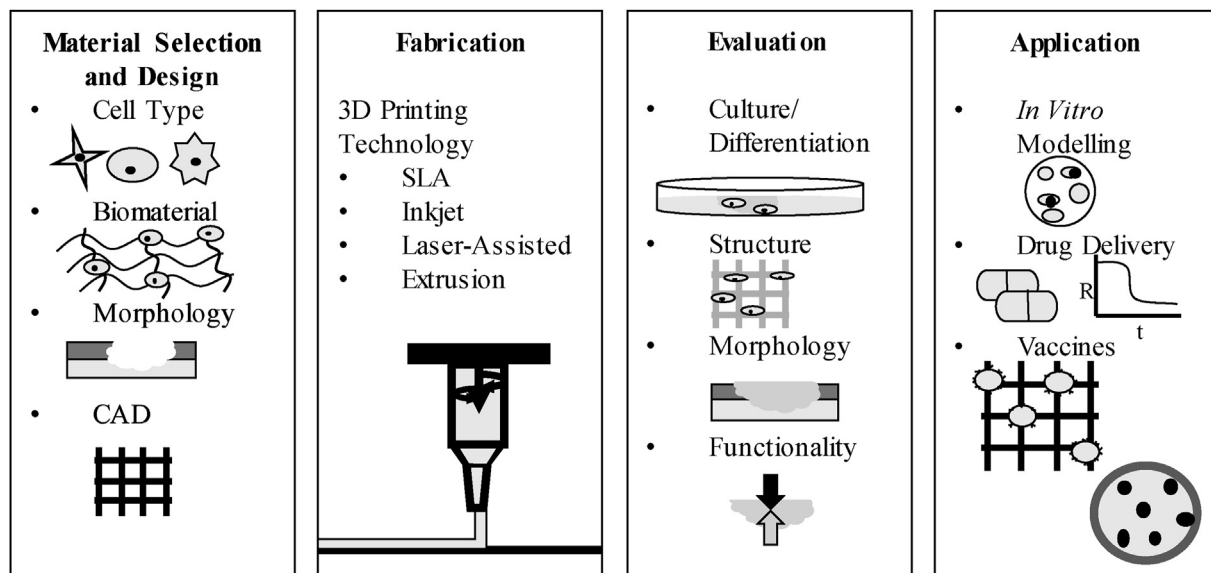 Material Selection
and Design
• Cell Type
• Biomaterial
• Morphology
• CAD
Fabrication
3D Printing
Technology
• SLA
• Inkjet
• Laser-Assisted
• Extrusion
Evaluation
• Culture/
Differentiation
• Structure
• Morphology
• Functionality
Application
• In Vitro
Modelling
• Drug Delivery
R
t
• Vaccines